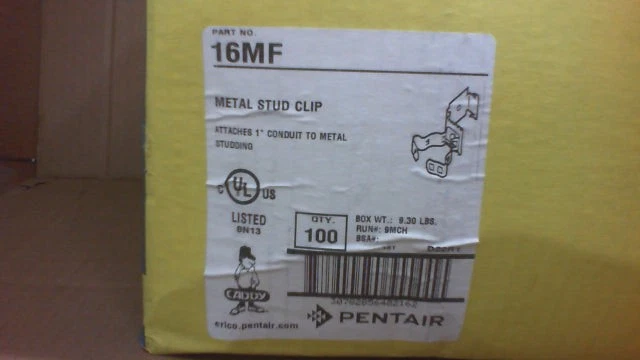 PART NO.
16MF
METAL STUD CLIP
ATTACHES 1" CONDUIT TO METAL
STUDDING
C UL US
LISTED
QTY.
100
BOX WT.: 9.30 LBS.
RUN#: 9MCH
BSA#:
CADDY
PENTAIR
erico.pentair.com